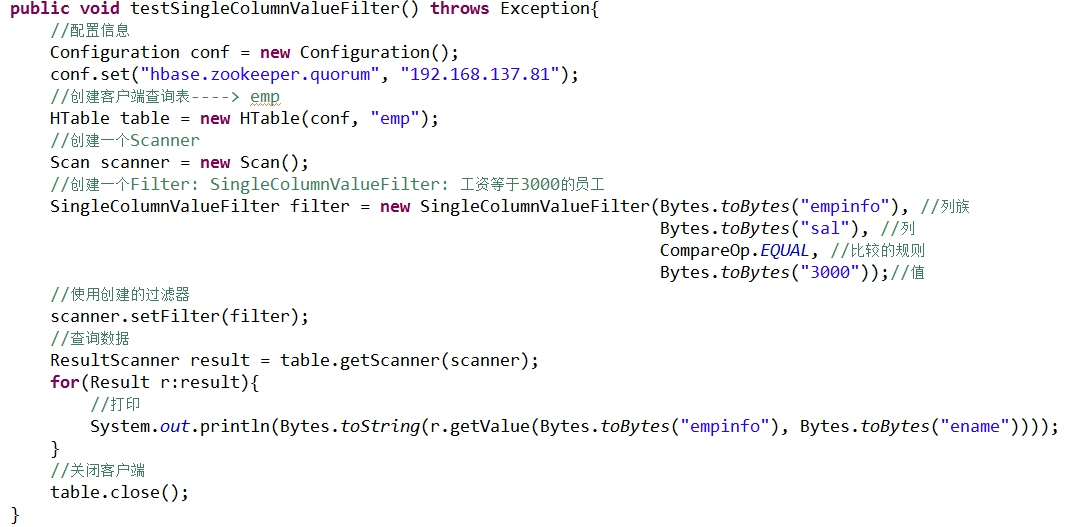 public void testSingleColumnValueFilter() throws Exception{
    //配置信息
    Configuration conf = new Configuration();
    conf.set("hbase.zookeeper.quorum", "192.168.137.81");
    //创建客户端查询表----> emp
    HTable table = new HTable(conf, "emp");
    //创建一个Scanner
    Scan scanner = new Scan();
    //创建一个Filter: SingleColumnValueFilter: 工资等于3000的员工
    SingleColumnValueFilter filter = new SingleColumnValueFilter(Bytes.toBytes("empinfo"), //列族
                                                                 Bytes.toBytes("sal"), //列
                                                                 CompareOp.EQUAL, //比较的规则
                                                                 Bytes.toBytes("3000"));//值
    //使用创建的过滤器
    scanner.setFilter(filter);
    //查询数据
    ResultScanner result = table.getScanner(scanner);
    for(Result r:result){
        //打印
        System.out.println(Bytes.toString(r.getValue(Bytes.toBytes("empinfo"), Bytes.toBytes("ename"))));
    }
    //关闭客户端
    table.close();
}